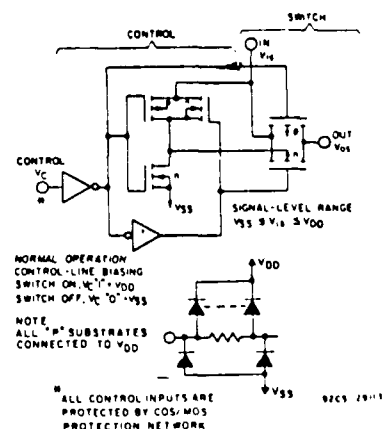 SWITCH
CONTROL
IN
Vis
p
n
OUT
Vos
CONTROL
VC
*
n
VSS
SIGNAL-LEVEL RANGE
VSS ≤ Vis ≤ VDD
NORMAL OPERATION
CONTROL-LINE BIASING
SWITCH ON, VC "1" = VDD
SWITCH OFF, VC "0" = VSS
NOTE
ALL "P" SUBSTRATES
CONNECTED TO VDD
VDD
VSS
* ALL CONTROL INPUTS ARE
PROTECTED BY COS/MOS
PROTECTION NETWORK
92CS